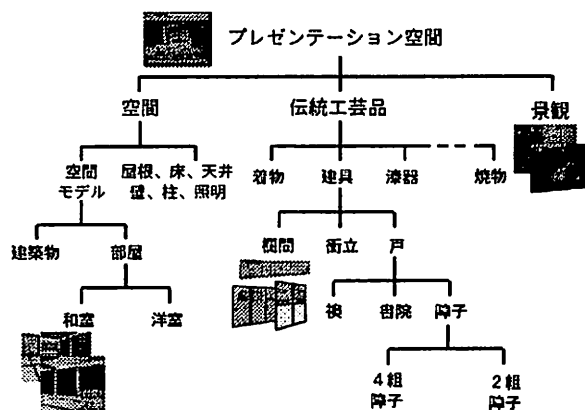 プレゼンテーション空間
空間
伝統工芸品
景観
空間
モデル
屋根、床、天井
壁、柱、照明
着物
建具
漆器
焼物
建築物
部屋
欄間
衝立
戸
和室
洋室
襖
書院
障子
4組
障子
2組
障子